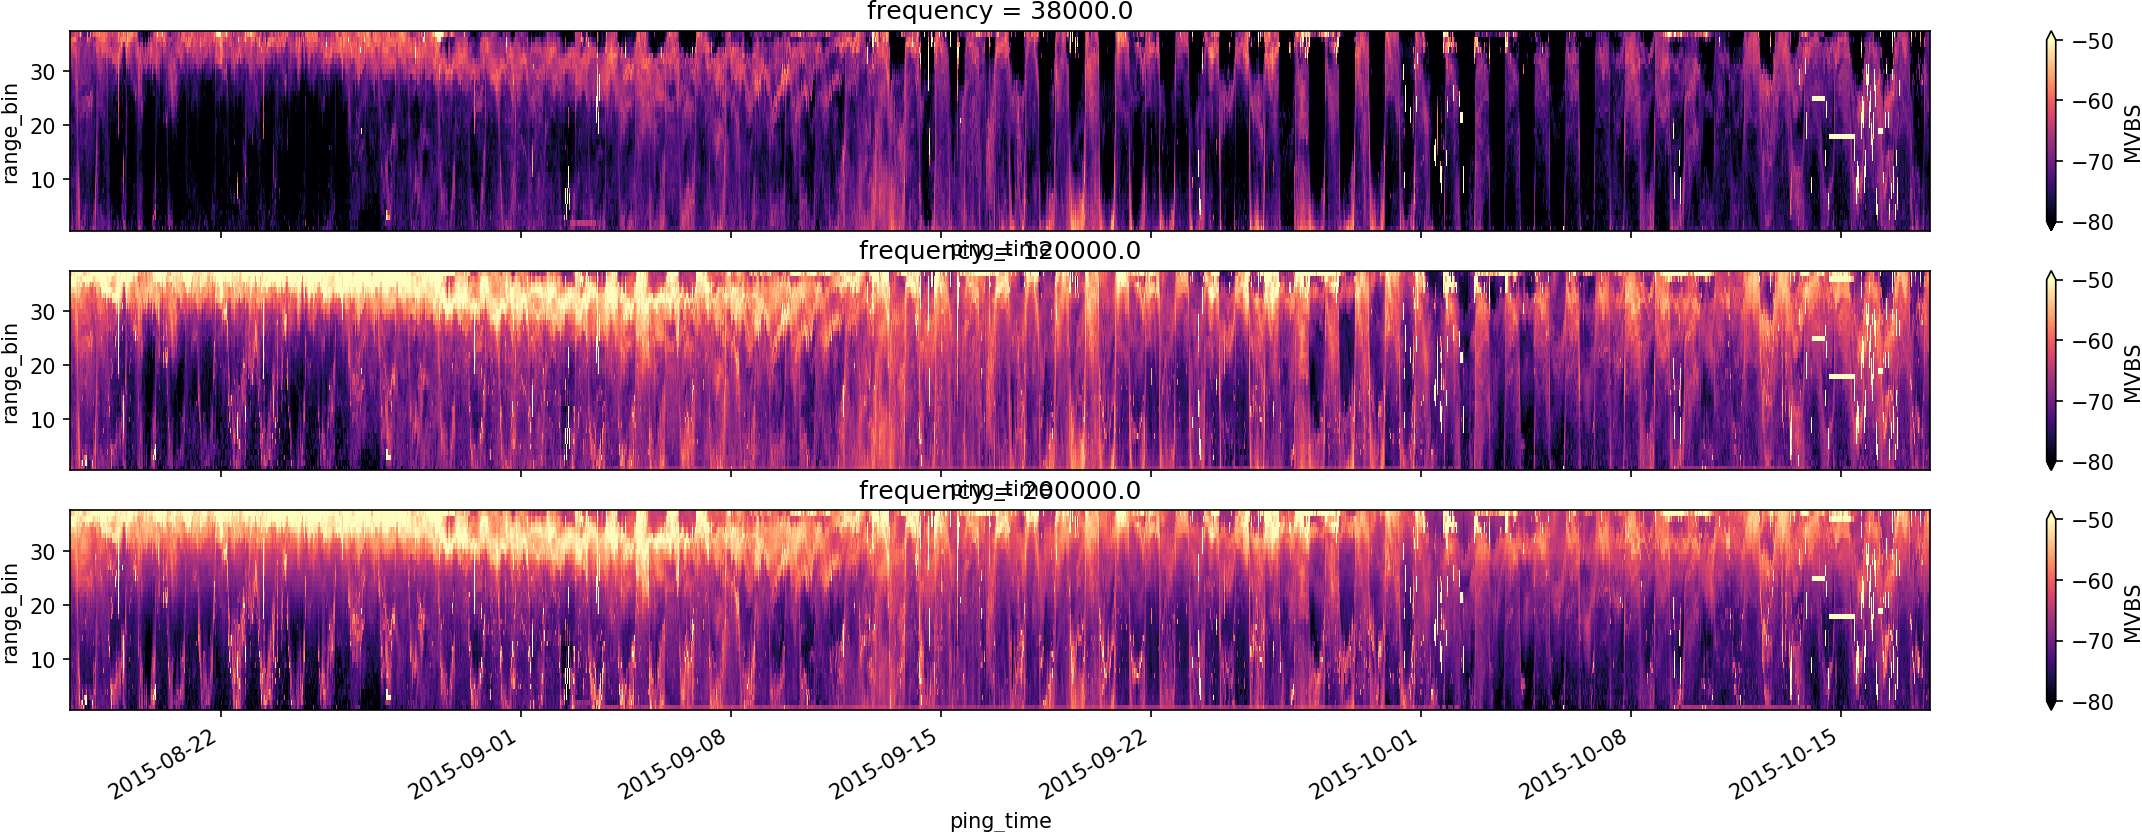 frequency = 38000.0
range_bin
30
20
10
−50
−60
−70
−80
MVBS
ping_time
frequency = 120000.0
range_bin
30
20
10
−50
−60
−70
−80
MVBS
ping_time
frequency = 200000.0
range_bin
30
20
10
−50
−60
−70
−80
MVBS
2015-08-22
2015-09-01
2015-09-08
2015-09-15
2015-09-22
2015-10-01
2015-10-08
2015-10-15
ping_time